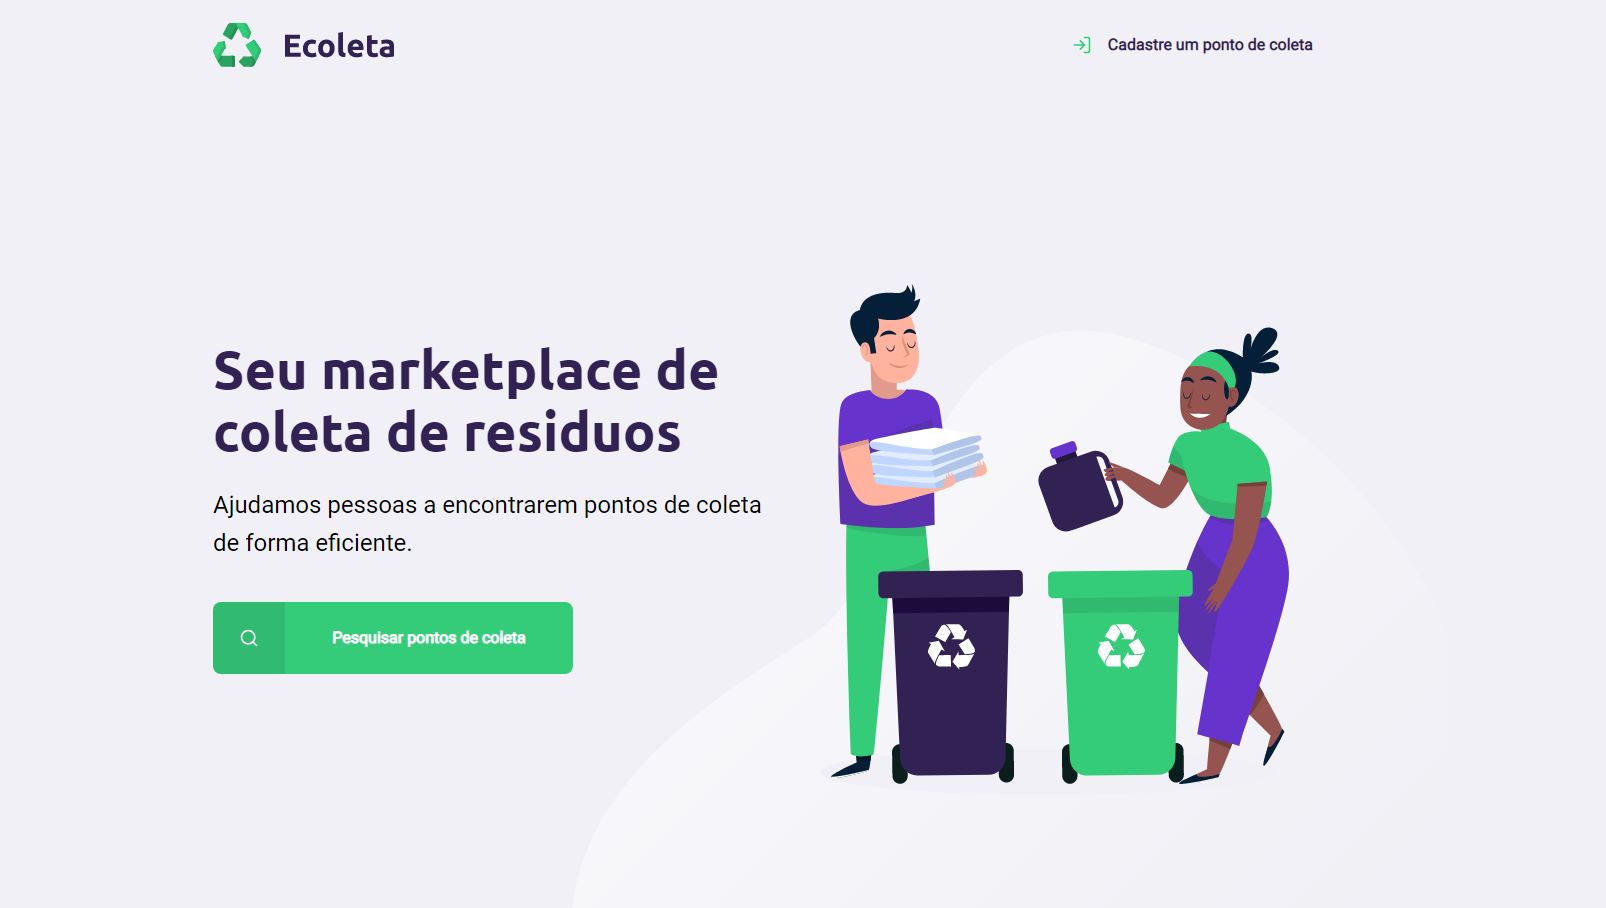 Ecoleta
Cadastre um ponto de coleta
Seu marketplace de
coleta de residuos
Ajudamos pessoas a encontrarem pontos de coleta
de forma eficiente.
Pesquisar pontos de coleta